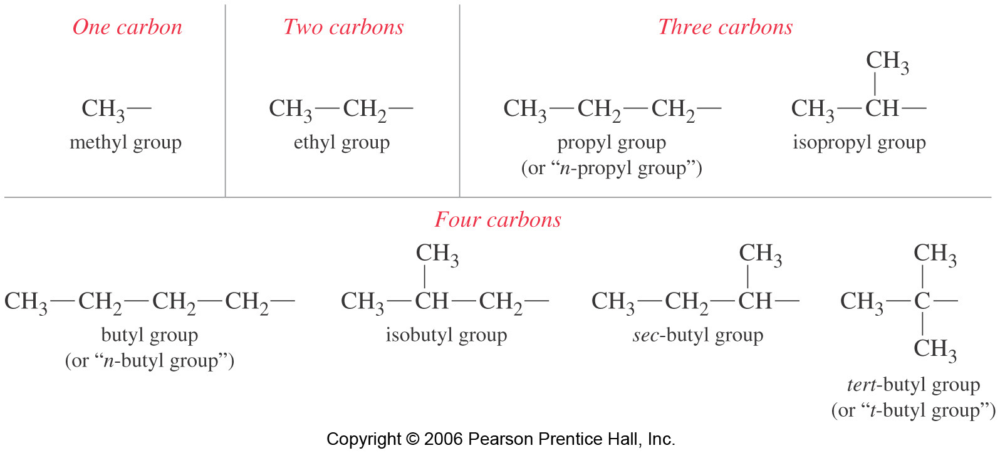 One carbon
Two carbons
Three carbons
CH3
CH3—
CH3—CH2—
CH3—CH2—CH2—
CH3—CH—
methyl group
ethyl group
propyl group
isopropyl group
(or “n-propyl group”)
Four carbons
CH3
CH3
CH3
CH3—CH2—CH2—CH2—
CH3—CH—CH2—
CH3—CH2—CH—
CH3—C—
butyl group
isobutyl group
sec-butyl group
CH3
(or “n-butyl group”)
tert-butyl group
(or “t-butyl group”)
Copyright © 2006 Pearson Prentice Hall, Inc.